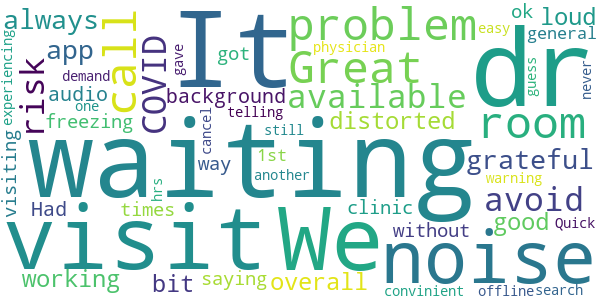 experiencing
always
app
demand
audio
freezing
risk
call
COVID
gave
It
got
background
telling
problem
physician
Great
available
distorted
dr
easy
ok
loud
general
never
guess
room
grateful
warning
avoid
good
Quick
waiting
still
cancel
way
1st
another
visiting
Had
times
hrs
one
visit
We
clinic
without
noise
working
bit
saying
overall
convinient
offline
search